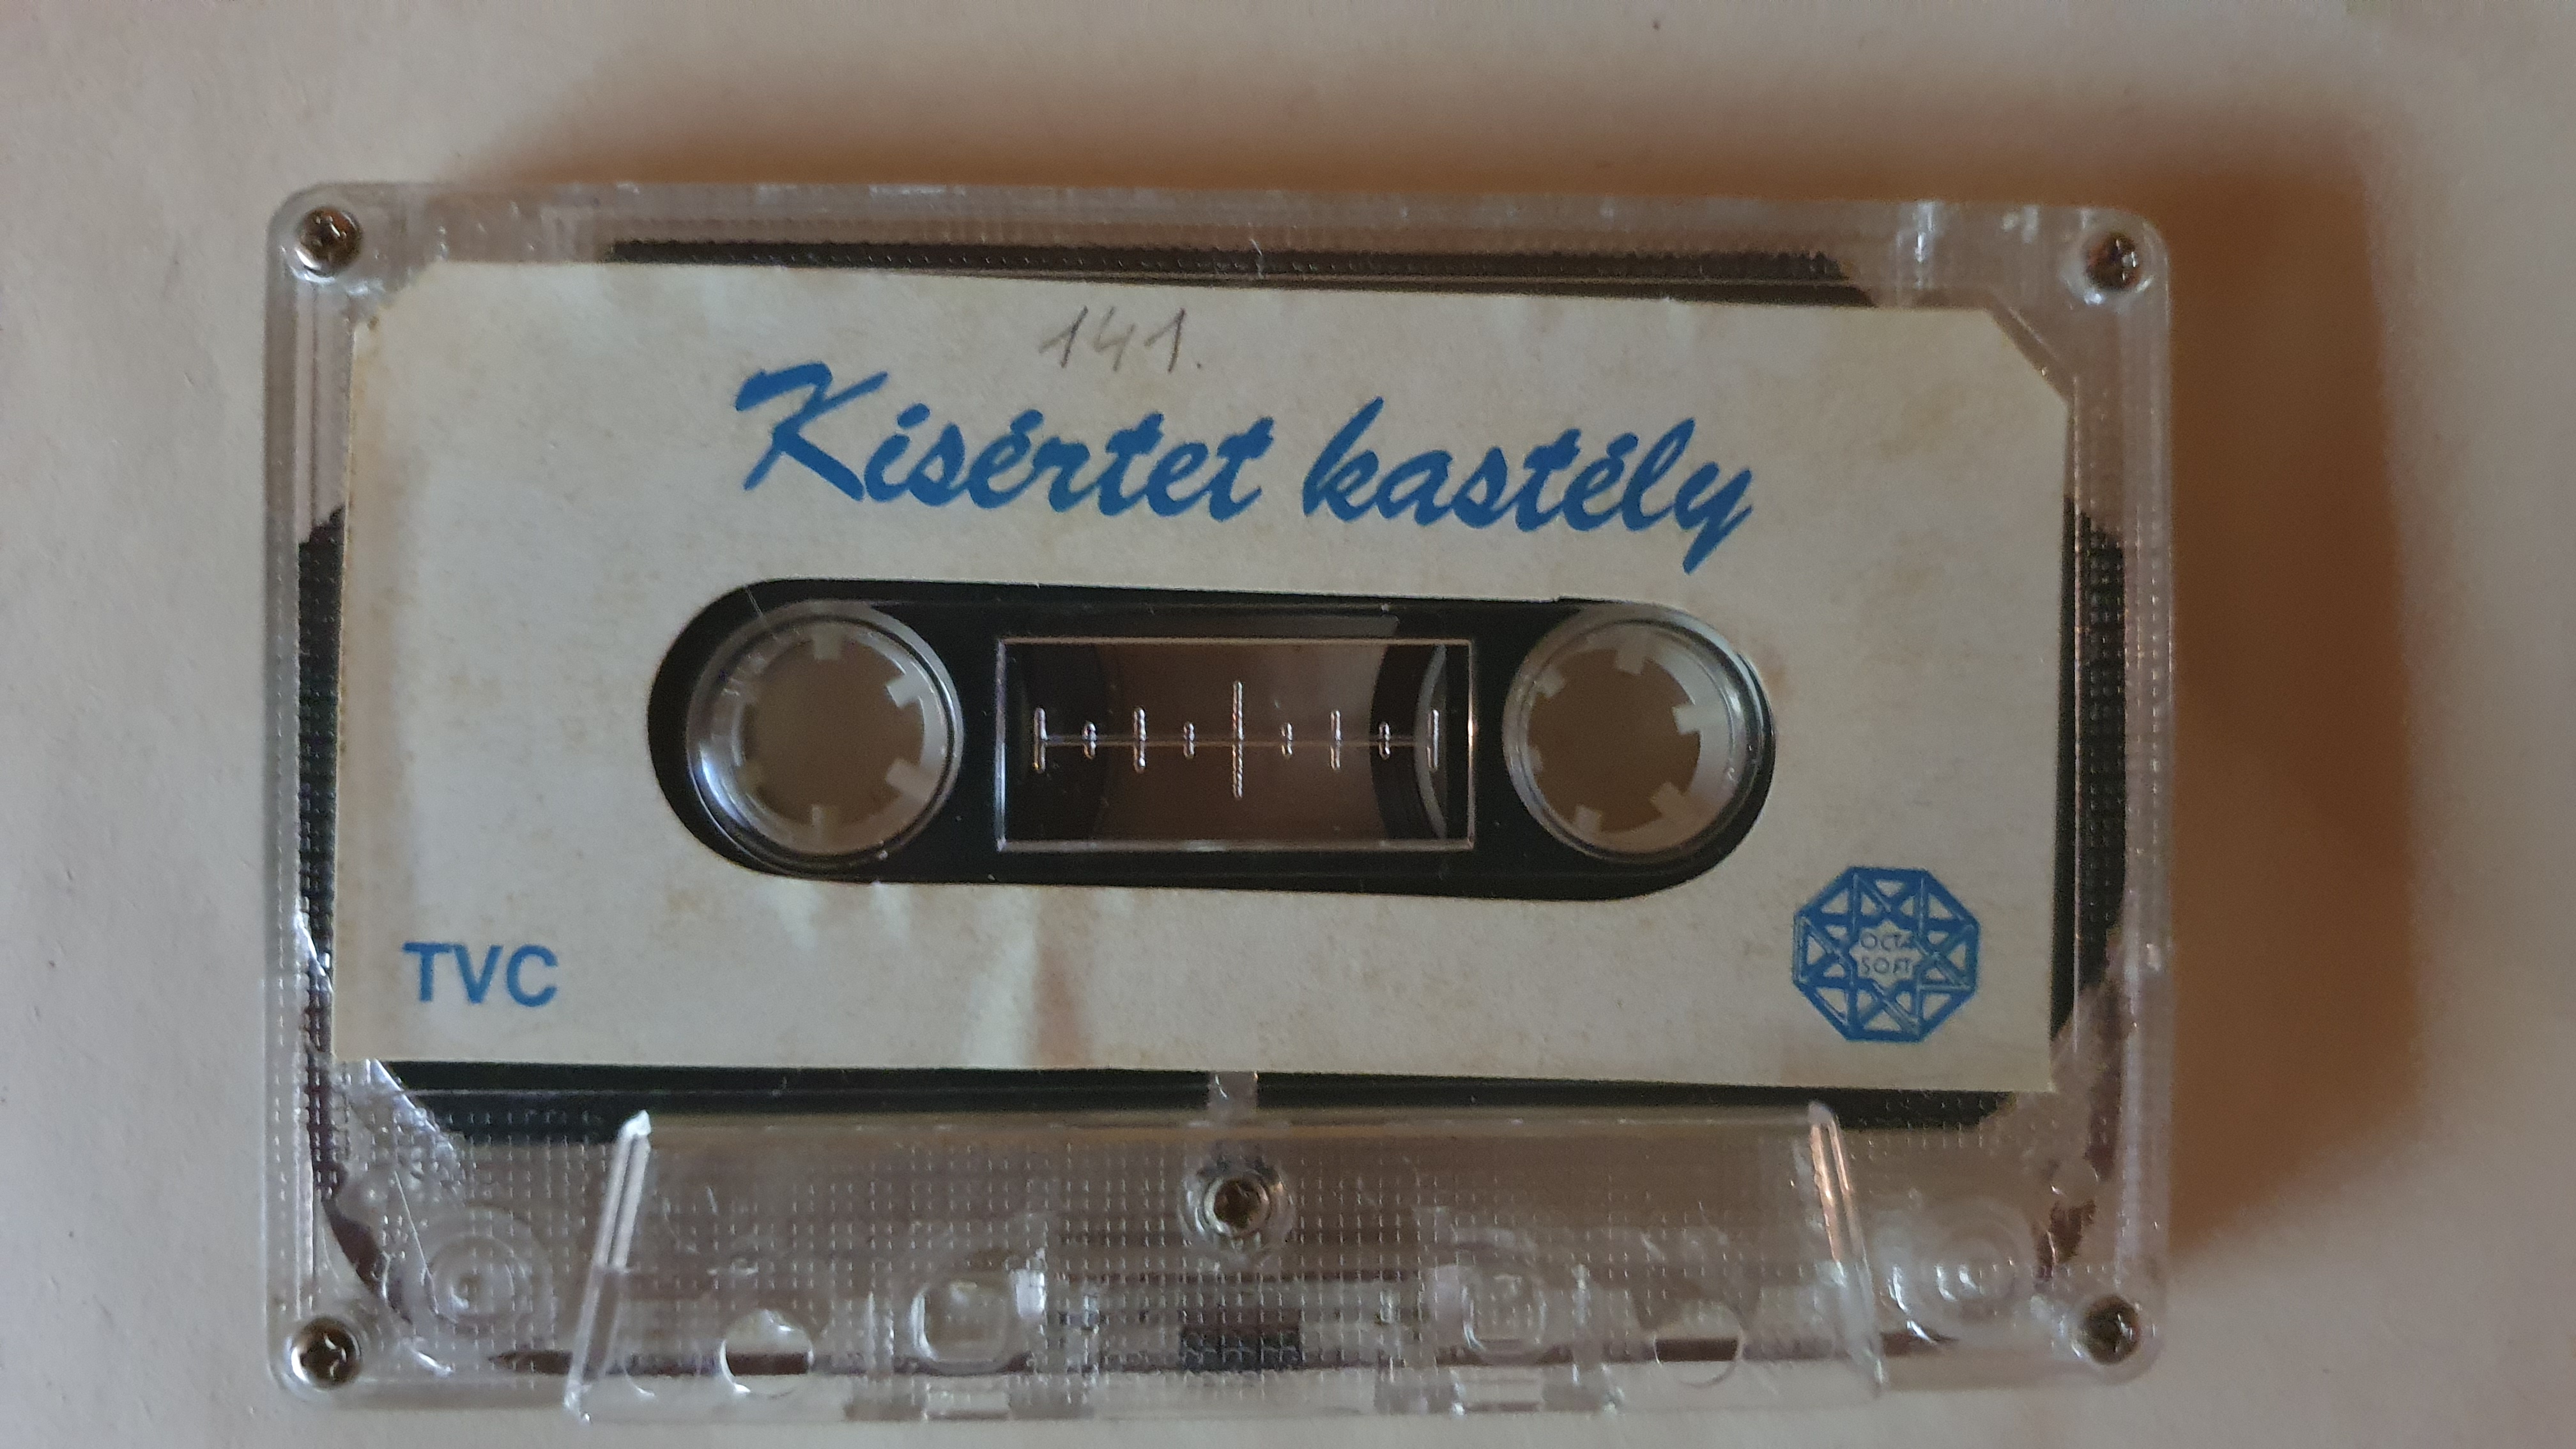 141.
Kisértet kastély
TVC
OCTA
SOFT